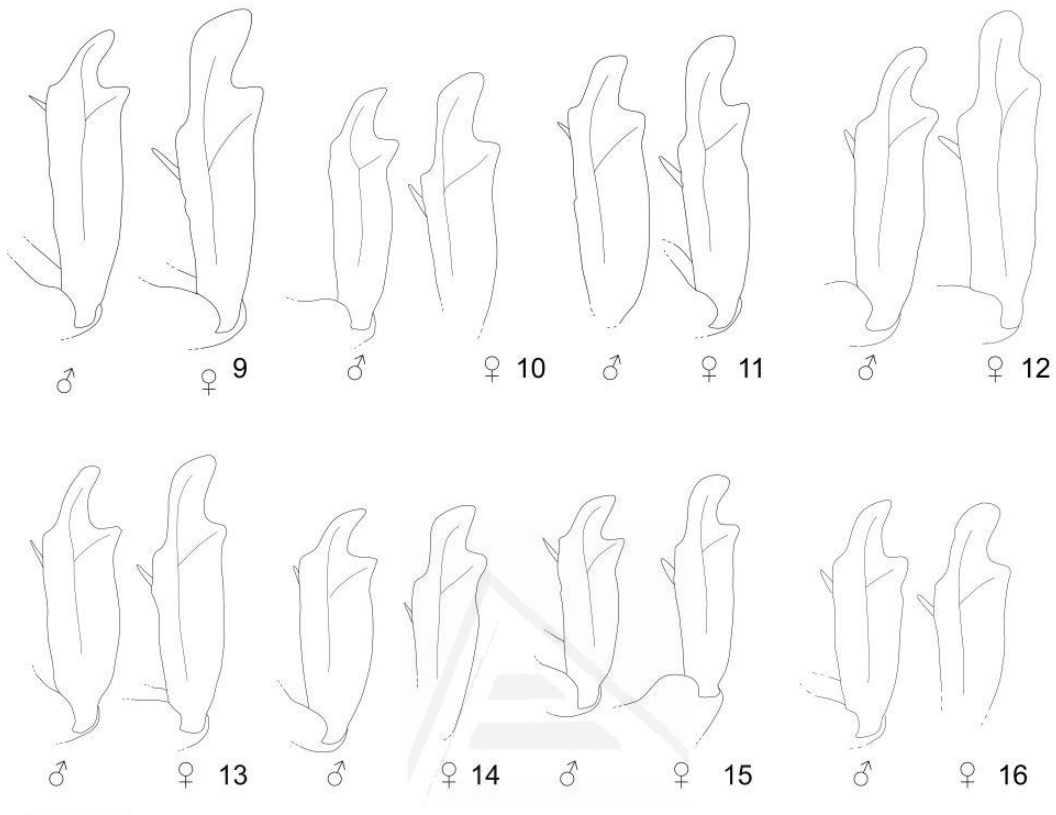 ♂ ♀ 9 ♂ ♀ 10 ♂ ♀ 11 ♂ ♀ 12
♂ ♀ 13 ♂ ♀ 14 ♂ ♀ 15 ♂ ♀ 16